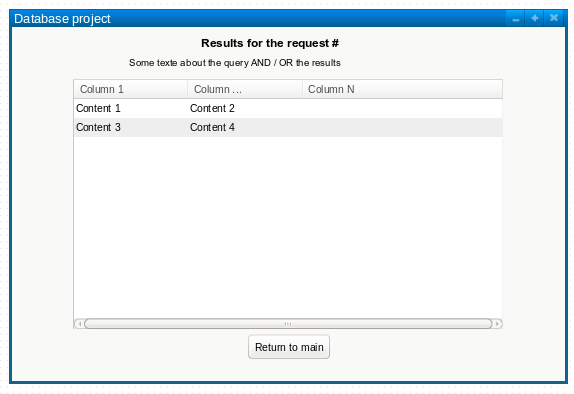 Database project
Results for the request #
Some texte about the query AND / OR the results
Column 1 Column ... Column N
Content 1 Content 2
Content 3 Content 4
Return to main